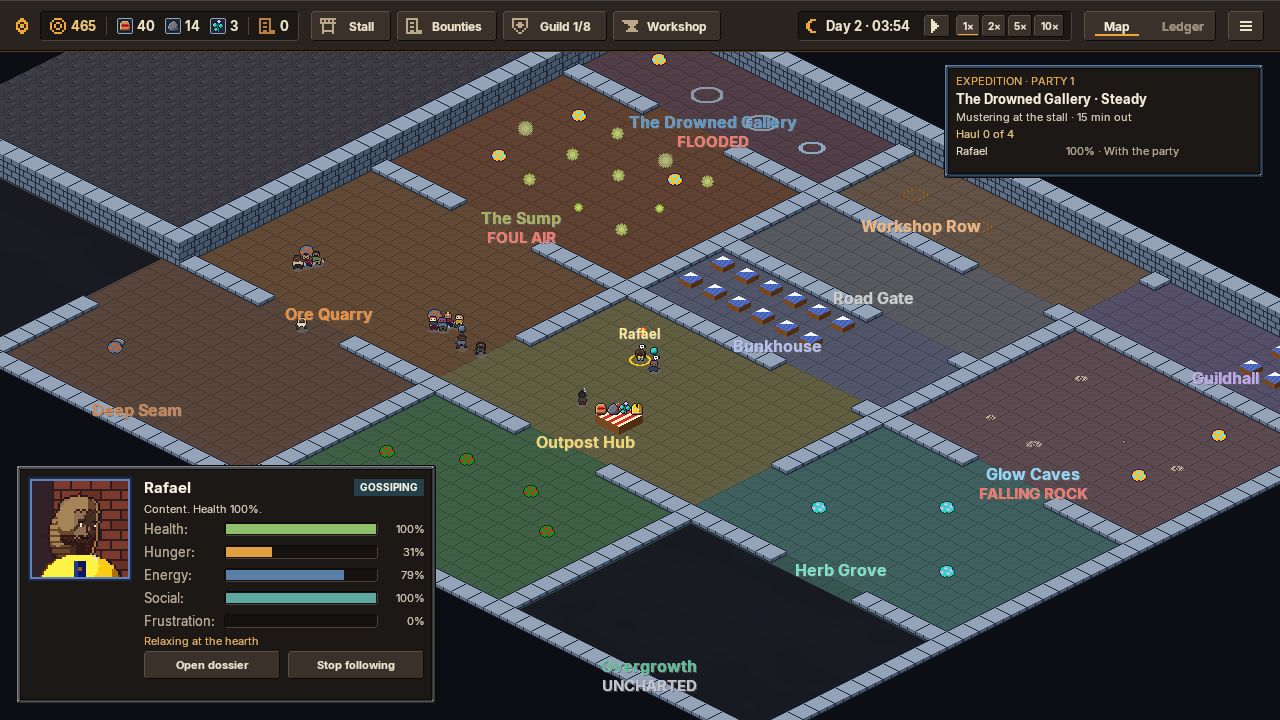 465 40 14 3 0 Stall Bounties Guild 1/8 Workshop Day 2 · 03:54 1× 2× 5× 10× Map Ledger
EXPEDITION · PARTY 1
The Drowned Gallery · Steady
Mustering at the stall · 15 min out
Haul 0 of 4
Rafael 100% · With the party
The Drowned Gallery
FLOODED
The Sump
FOUL AIR
Workshop Row
Road Gate
Ore Quarry
Rafael
Bunkhouse
Guildhall
Deep Seam
Outpost Hub
Glow Caves
FALLING ROCK
Herb Grove
Overgrowth
UNCHARTED
Rafael GOSSIPING
Content. Health 100%.
Health: 100%
Hunger: 31%
Energy: 79%
Social: 100%
Frustration: 0%
Relaxing at the hearth
Open dossier Stop following